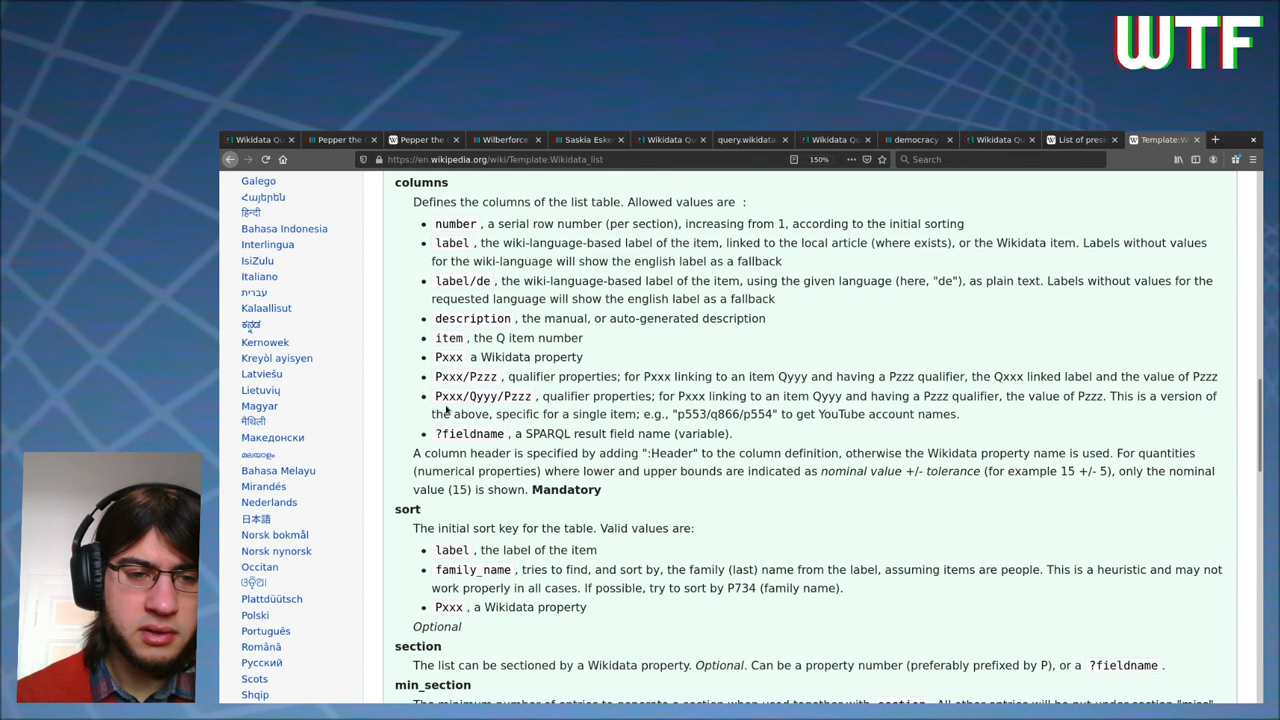 WTF
Wikidata Qu
Pepper the
Pepper the
Wilberforce
Saskia Esken
Wikidata Qu
query.wikidata
Wikidata Qu
democracy
Wikidata Qu
List of presi
Template:W
https://en.wikipedia.org/wiki/Template:Wikidata_list
150%
Search
Galego
Հայերեն
हिन्दी
Bahasa Indonesia
Interlingua
IsiZulu
Italiano
עברית
Kalaallisut
ಕನ್ನಡ
Kernowek
Kreyòl ayisyen
Latviešu
Lietuvių
Magyar
मैथिली
Македонски
മലയാളം
Bahasa Melayu
Mirandés
Nederlands
日本語
Norsk bokmål
Norsk nynorsk
Occitan
ଓଡ଼ିଆ
Plattdüütsch
Polski
Português
Română
Русский
Scots
Shqip
columns
Defines the columns of the list table. Allowed values are :
number , a serial row number (per section), increasing from 1, according to the initial sorting
label , the wiki-language-based label of the item, linked to the local article (where exists), or the Wikidata item. Labels without values
for the wiki-language will show the english label as a fallback
label/de , the wiki-language-based label of the item, using the given language (here, "de"), as plain text. Labels without values for the
requested language will show the english label as a fallback
description , the manual, or auto-generated description
item , the Q item number
Pxxx a Wikidata property
Pxxx/Pzzz , qualifier properties; for Pxxx linking to an item Qyyy and having a Pzzz qualifier, the Qxxx linked label and the value of Pzzz
Pxxx/Qyyy/Pzzz , qualifier properties; for Pxxx linking to an item Qyyy and having a Pzzz qualifier, the value of Pzzz. This is a version of
the above, specific for a single item; e.g., "p553/q866/p554" to get YouTube account names.
?fieldname , a SPARQL result field name (variable).
A column header is specified by adding ":Header" to the column definition, otherwise the Wikidata property name is used. For quantities
(numerical properties) where lower and upper bounds are indicated as nominal value +/- tolerance (for example 15 +/- 5), only the nominal
value (15) is shown. Mandatory
sort
The initial sort key for the table. Valid values are:
label , the label of the item
family_name , tries to find, and sort by, the family (last) name from the label, assuming items are people. This is a heuristic and may not
work properly in all cases. If possible, try to sort by P734 (family name).
Pxxx , a Wikidata property
Optional
section
The list can be sectioned by a Wikidata property. Optional. Can be a property number (preferably prefixed by P), or a ?fieldname .
min_section